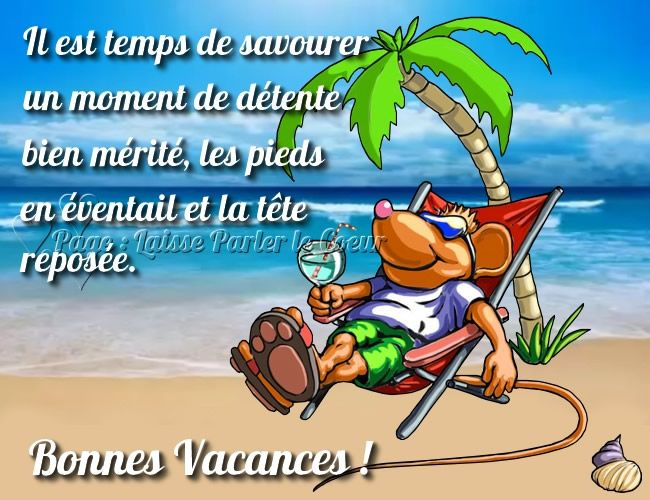 Il est temps de savourer
un moment de détente
bien mérité, les pieds
en éventail et la tête
Page : Laisse Parler le Coeur
reposée.
Bonnes Vacances !